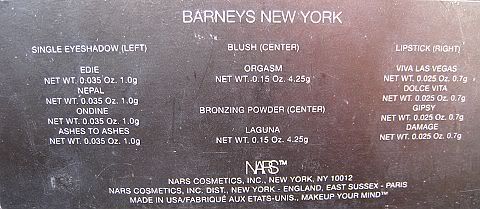 BARNEYS NEW YORK
SINGLE EYESHADOW (LEFT)
EDIE
NET WT. 0.035 Oz. 1.0g
NEPAL
NET WT. 0.035 Oz. 1.0g
ONDINE
NET WT. 0.035 Oz. 1.0g
ASHES TO ASHES
NET WT. 0.035 Oz. 1.0g
BLUSH (CENTER)
ORGASM
NET WT. 0.15 Oz. 4.25g
BRONZING POWDER (CENTER)
LAGUNA
NET WT. 0.15 Oz. 4.25g
LIPSTICK (RIGHT)
VIVA LAS VEGAS
NET WT. 0.025 Oz. 0.7g
DOLCE VITA
NET WT. 0.025 Oz. 0.7g
GIPSY
NET WT. 0.025 Oz. 0.7g
DAMAGE
NET WT. 0.025 Oz. 0.7g
NARS™
NARS COSMETICS, INC., NEW YORK, NY 10012
NARS COSMETICS, INC. DIST., NEW YORK - ENGLAND, EAST SUSSEX - PARIS
MADE IN USA/FABRIQUÉ AUX ETATS-UNIS., MAKEUP YOUR MIND™